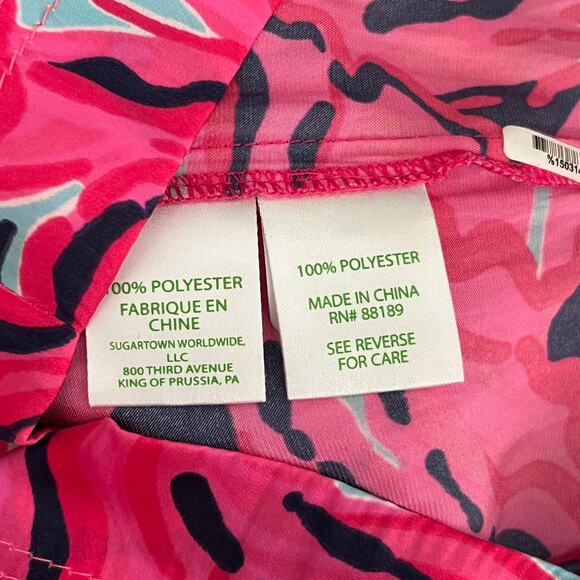 100% POLYESTER
FABRIQUE EN
CHINE
SUGARTOWN WORLDWIDE,
LLC
800 THIRD AVENUE
KING OF PRUSSIA, PA
100% POLYESTER
MADE IN CHINA
RN# 88189
SEE REVERSE
FOR CARE
%150314